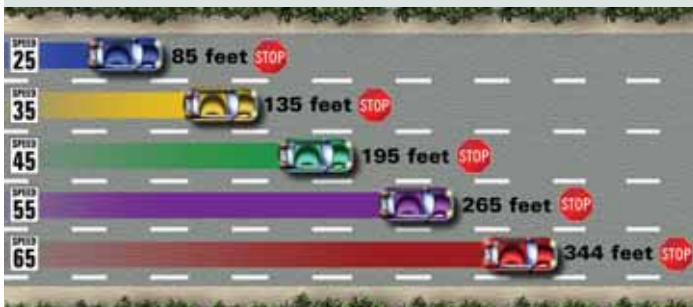 SPEED
25
85 feet STOP
SPEED
35
135 feet STOP
SPEED
45
195 feet STOP
SPEED
55
265 feet STOP
SPEED
65
344 feet STOP